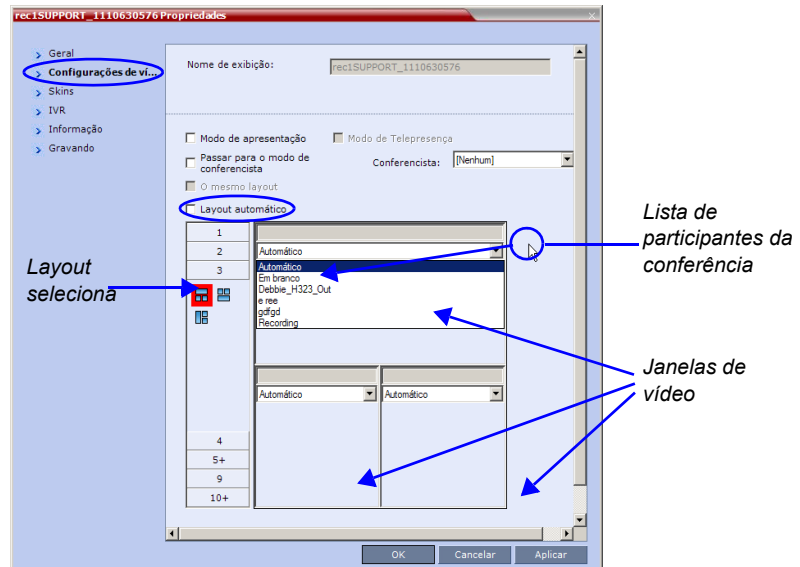 rec1SUPPORT_1110630576 Propriedades
Geral
Configurações de ví...
Skins
IVR
Informação
Gravando
Nome de exibição:
rec1SUPPORT_1110630576
Modo de apresentação
Modo de Telepresença
Passar para o modo de
conferencista
Conferencista:
[Nenhum]
O mesmo layout
Layout automático
1
2
3
Automático
Automático
Em branco
Debbie_H323_Out
e ree
gdfgd
Recording
Automático
Automático
4
5+
9
10+
OK
Cancelar
Aplicar
Layout
seleciona
Lista de
participantes da
conferência
Janelas de
vídeo